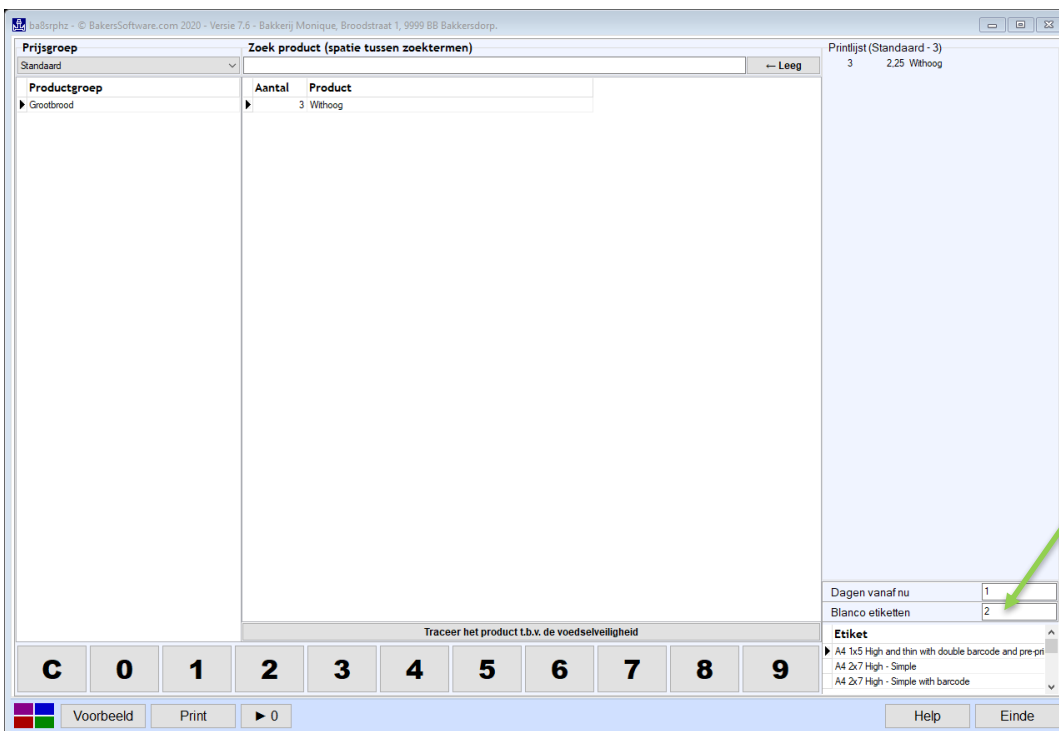 ba8srphz - © BakersSoftware.com 2020 - Versie 7.6 - Bakkerij Monique, Broodstraat 1, 9999 BB Bakkersdorp.
Prijsgroep
Standaard
Zoek product (spatie tussen zoektermen)
← Leeg
Printlijst (Standaard - 3)
3 2,25 Withoog
Productgroep
Grootbrood
Aantal Product
3 Withoog
Dagen vanaf nu 1
Blanco etiketten 2
Traceer het product t.b.v. de voedselveiligheid
Etiket
A4 1x5 High and thin with double barcode and pre-pri
A4 2x7 High - Simple
A4 2x7 High - Simple with barcode
C 0 1 2 3 4 5 6 7 8 9
Voorbeeld Print ► 0 Help Einde